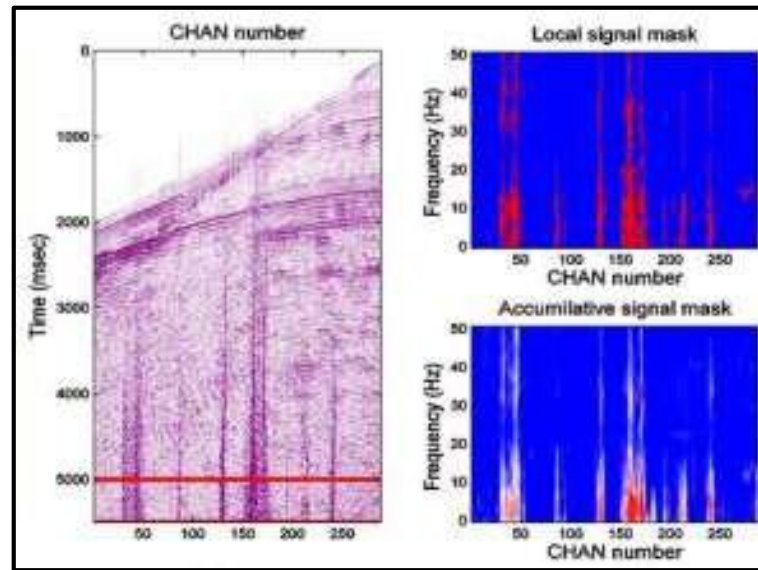 CHAN number
0
1000
2000
3000
4000
5000
Time (msec)
50 100 150 200 250
CHAN number
Local signal mask
50
40
30
20
10
0
Frequency (Hz)
50 100 150 200 250
CHAN number
Accumilative signal mask
50
40
30
20
10
0
Frequency (Hz)
50 100 150 200 250
CHAN number